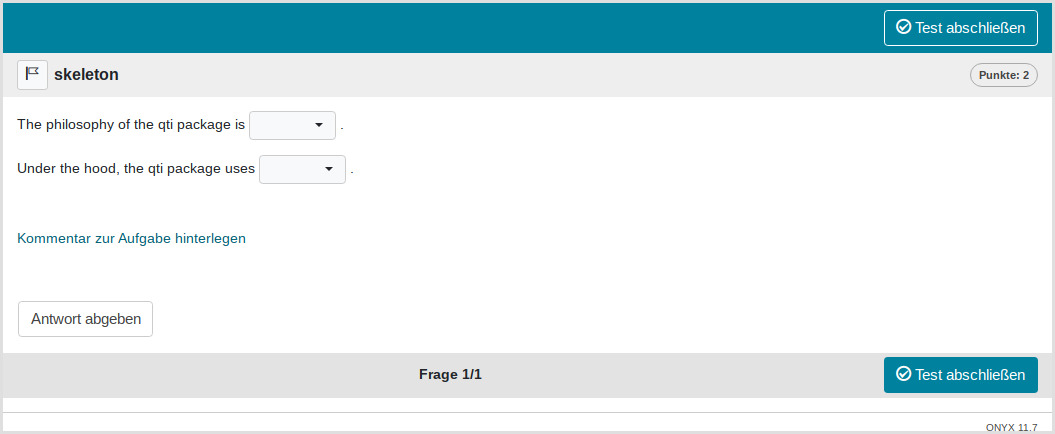 Test abschließen
skeleton
Punkte: 2
The philosophy of the qti package is .
Under the hood, the qti package uses .
Kommentar zur Aufgabe hinterlegen
Antwort abgeben
Frage 1/1
Test abschließen
ONYX 11.7